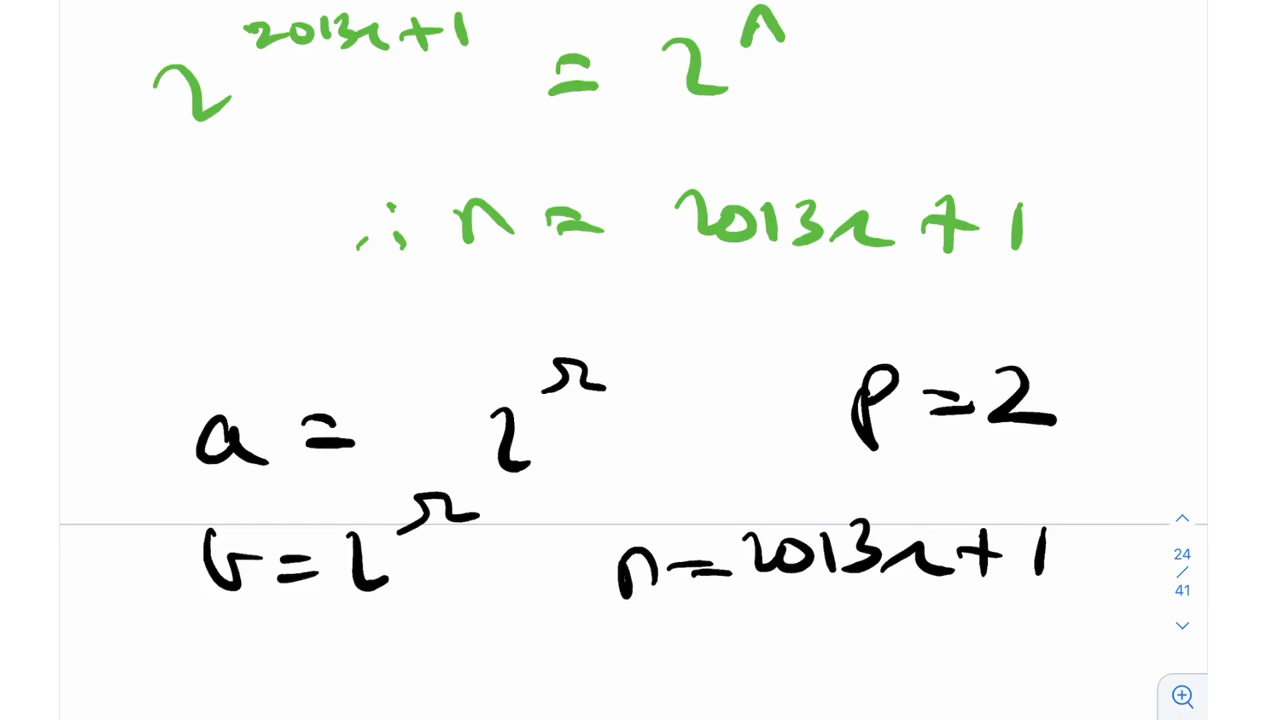 2^{2013r+1} = 2^n
∴ n = 2013r + 1
a = 2^r p = 2
b = 2^r n = 2013r + 1
24
/
41